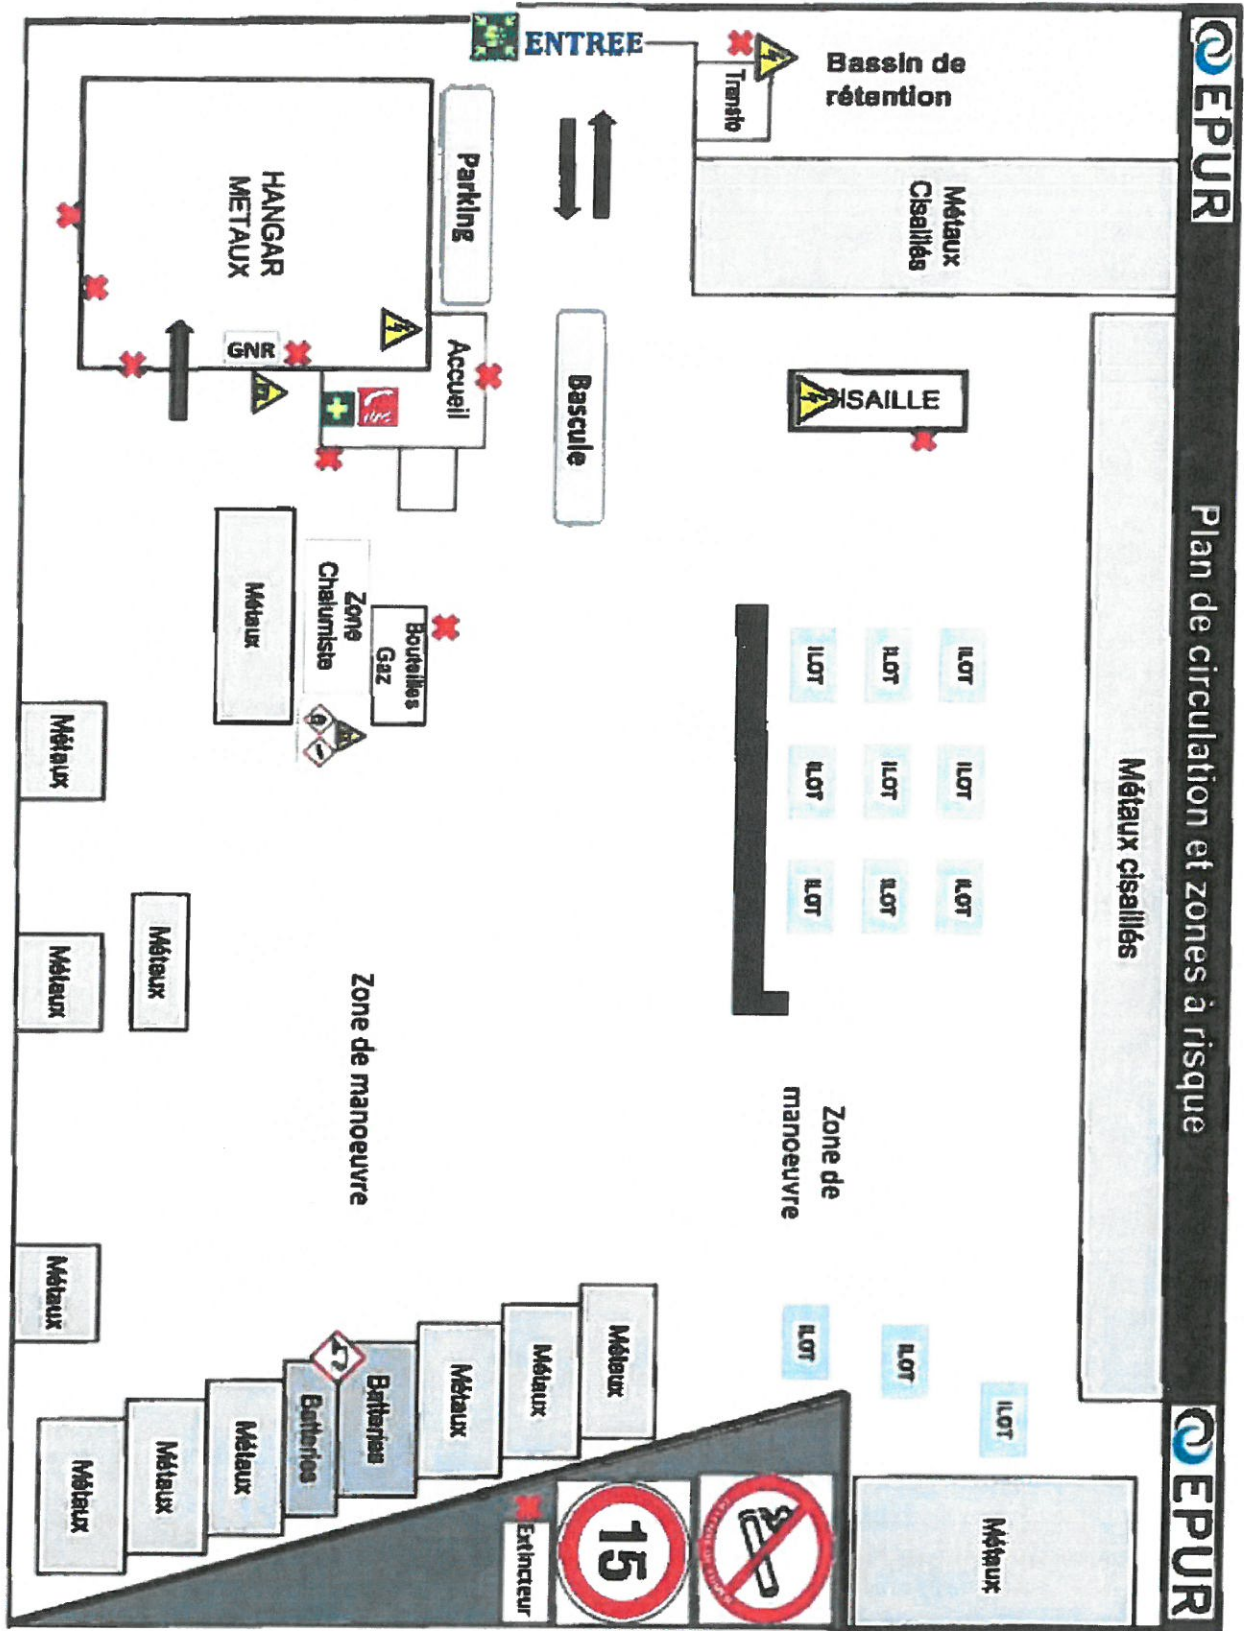 EPUR
Plan de circulation et zones à risque
EPUR
ENTREE
Transfo
Bassin de
rétention
Métaux
Cisaillés
Métaux cisaillés
Parking
HANGAR
METAUX
GNR
Accueil
Bascule
CISAILLE
Métaux
Zone
Chalumiste
Bouteilles
Gaz
ILOT
ILOT
ILOT
ILOT
ILOT
ILOT
ILOT
ILOT
ILOT
Métaux
Métaux
Métaux
Zone de manoeuvre
Zone de
manoeuvre
Métaux
ILOT
ILOT
ILOT
Métaux
Métaux
Métaux
Batteries
Batteries
Métaux
Métaux
Métaux
Métaux
15
Extincteur